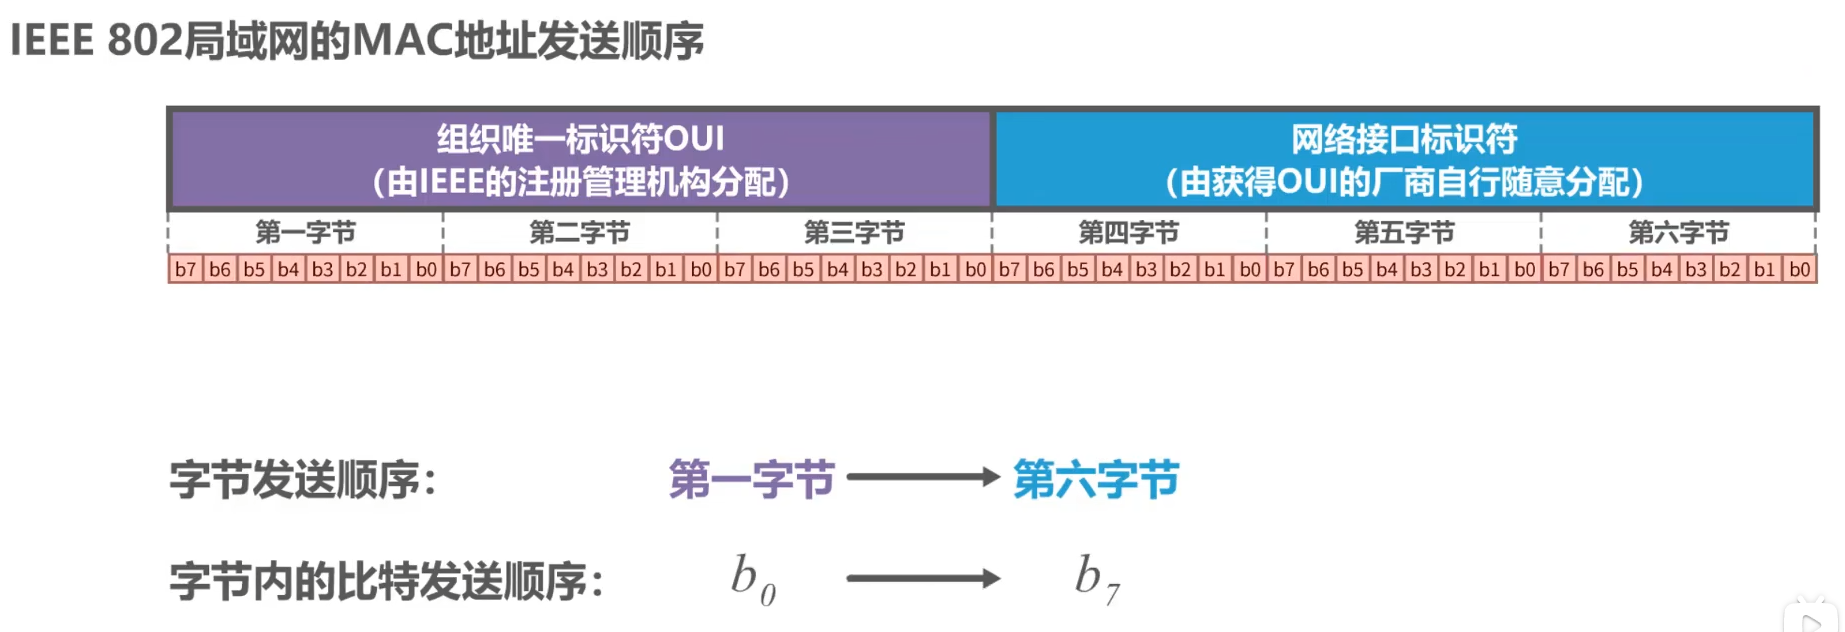 IEEE 802局域网的MAC地址发送顺序
组织唯一标识符OUI
（由IEEE的注册管理机构分配）
网络接口标识符
（由获得OUI的厂商自行随意分配）
第一字节 第二字节 第三字节 第四字节 第五字节 第六字节
b7 b6 b5 b4 b3 b2 b1 b0 b7 b6 b5 b4 b3 b2 b1 b0 b7 b6 b5 b4 b3 b2 b1 b0 b7 b6 b5 b4 b3 b2 b1 b0 b7 b6 b5 b4 b3 b2 b1 b0 b7 b6 b5 b4 b3 b2 b1 b0
字节发送顺序： 第一字节 → 第六字节
字节内的比特发送顺序： b0 → b7